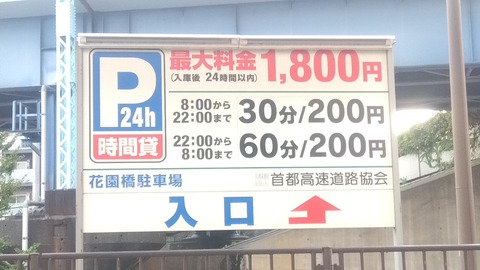 P
24h
時間貸
最大料金 1,800円
(入庫後 24時間以内)
8:00から
22:00まで
30分/200円
22:00から
8:00まで
60分/200円
花園橋駐車場
首都高速道路協会
入口